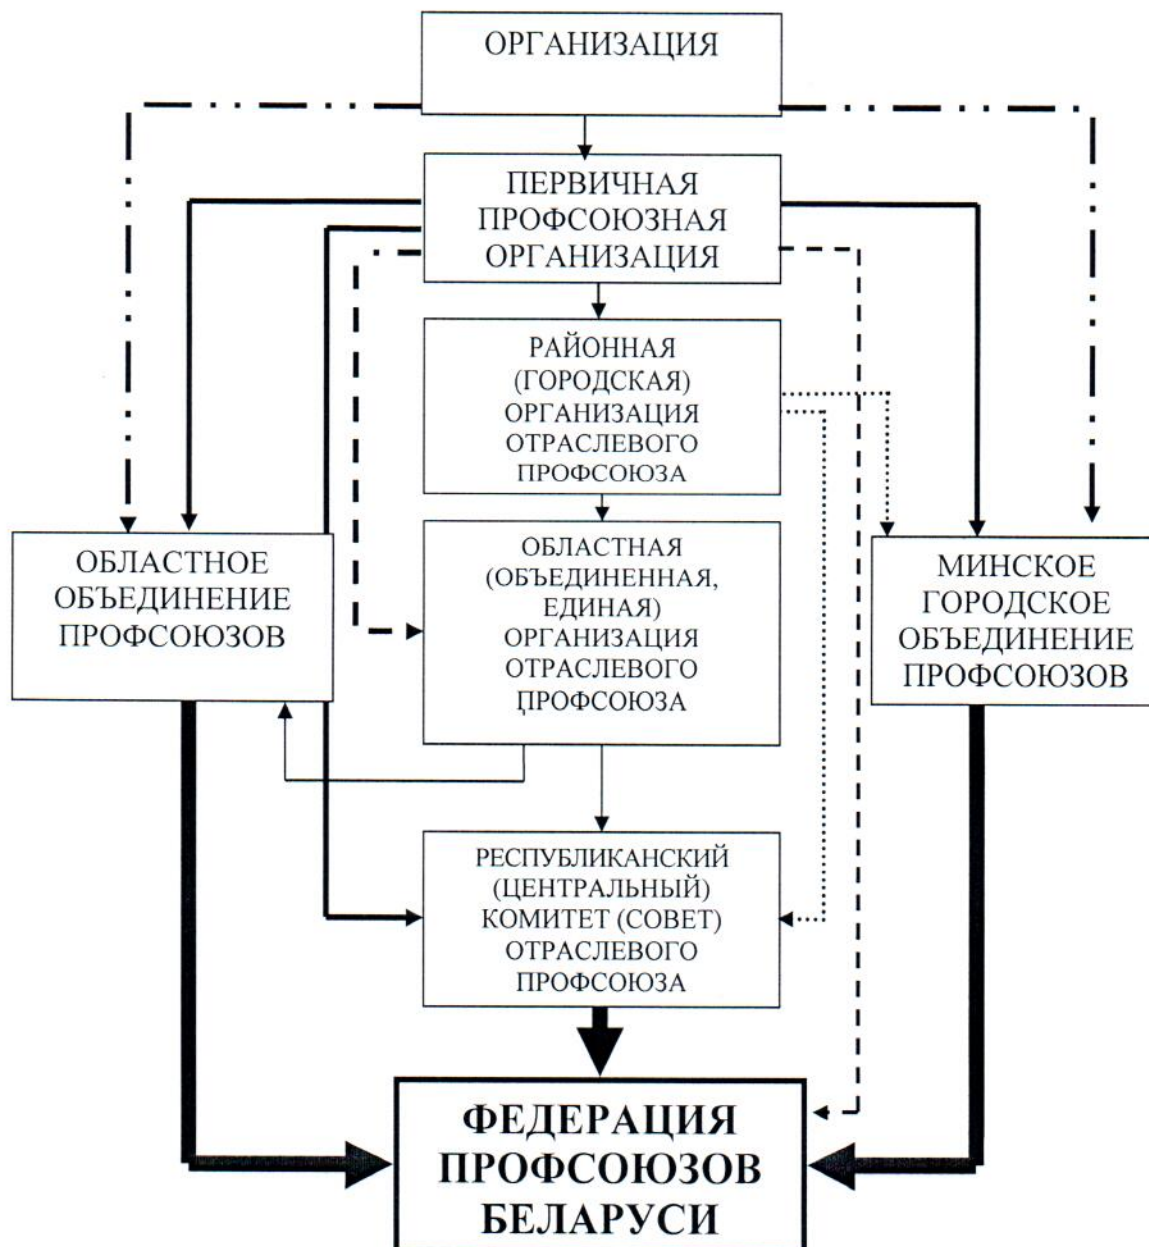 ОРГАНИЗАЦИЯ
ПЕРВИЧНАЯ
ПРОФСОЮЗНАЯ
ОРГАНИЗАЦИЯ
РАЙОННАЯ
(ГОРОДСКАЯ)
ОРГАНИЗАЦИЯ
ОТРАСЛЕВОГО
ПРОФСОЮЗА
ОБЛАСТНОЕ
ОБЪЕДИНЕНИЕ
ПРОФСОЮЗОВ
ОБЛАСТНАЯ
(ОБЪЕДИНЕННАЯ,
ЕДИНАЯ)
ОРГАНИЗАЦИЯ
ОТРАСЛЕВОГО
ПРОФСОЮЗА
МИНСКОЕ
ГОРОДСКОЕ
ОБЪЕДИНЕНИЕ
ПРОФСОЮЗОВ
РЕСПУБЛИКАНСКИЙ
(ЦЕНТРАЛЬНЫЙ)
КОМИТЕТ (СОВЕТ)
ОТРАСЛЕВОГО
ПРОФСОЮЗА
ФЕДЕРАЦИЯ
ПРОФСОЮЗОВ
БЕЛАРУСИ